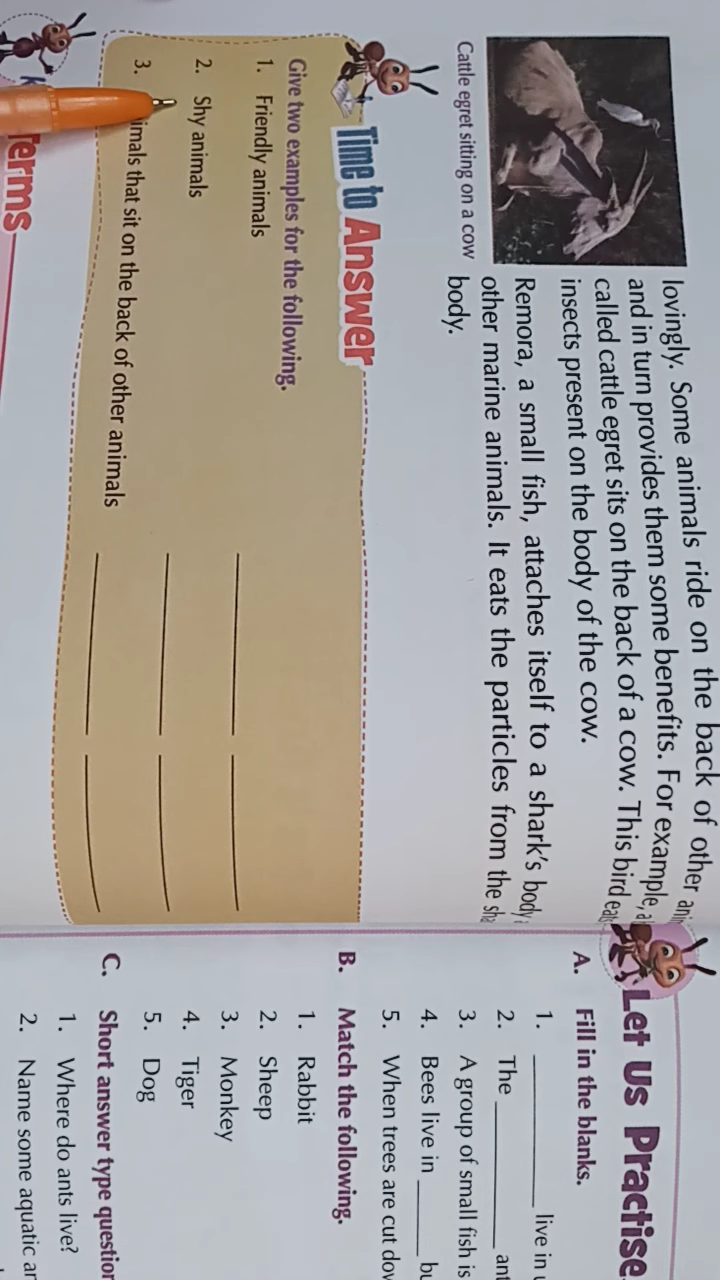 lovingly. Some animals ride on the back of other
and in turn provides them some benefits. For example,
called cattle egret sits on the back of a cow. This bird
insects present on the body of the cow.
Remora, a small fish, attaches itself to a shark's body
other marine animals. It eats the particles from the
body.
Cattle egret sitting on a cow
Time to Answer
Give two examples for the following.
1. Friendly animals
2. Shy animals
3. imals that sit on the back of other animals
Terms
Let Us Practise
A. Fill in the blanks.
1. live in
2. The ant
3. A group of small fish is
4. Bees live in
5. When trees are cut
B. Match the following.
1. Rabbit
2. Sheep
3. Monkey
4. Tiger
5. Dog
C. Short answer type
1. Where do ants live?
2. Name some aquatic